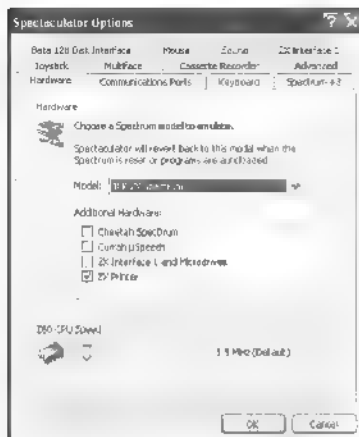 Spectaculator Options
Beta 128 Disk Interface Mouse Sound ZX Interface 1
Joystick Multiface Cassette Recorder Advanced
Hardware Communications Ports Keyboard Spectrum +3
Hardware
Choose a Spectrum model to emulate.
Spectaculator will revert back to this model when the
Spectrum is reset or programs are autoloaded
Model: Spectrum
Additional Hardware:
Cheetah SpecDrum
Currah μSpeech
ZX Interface 1 and Microdrives
ZX Printer
Z80 CPU Speed
MHz (Default)
OK Cancel